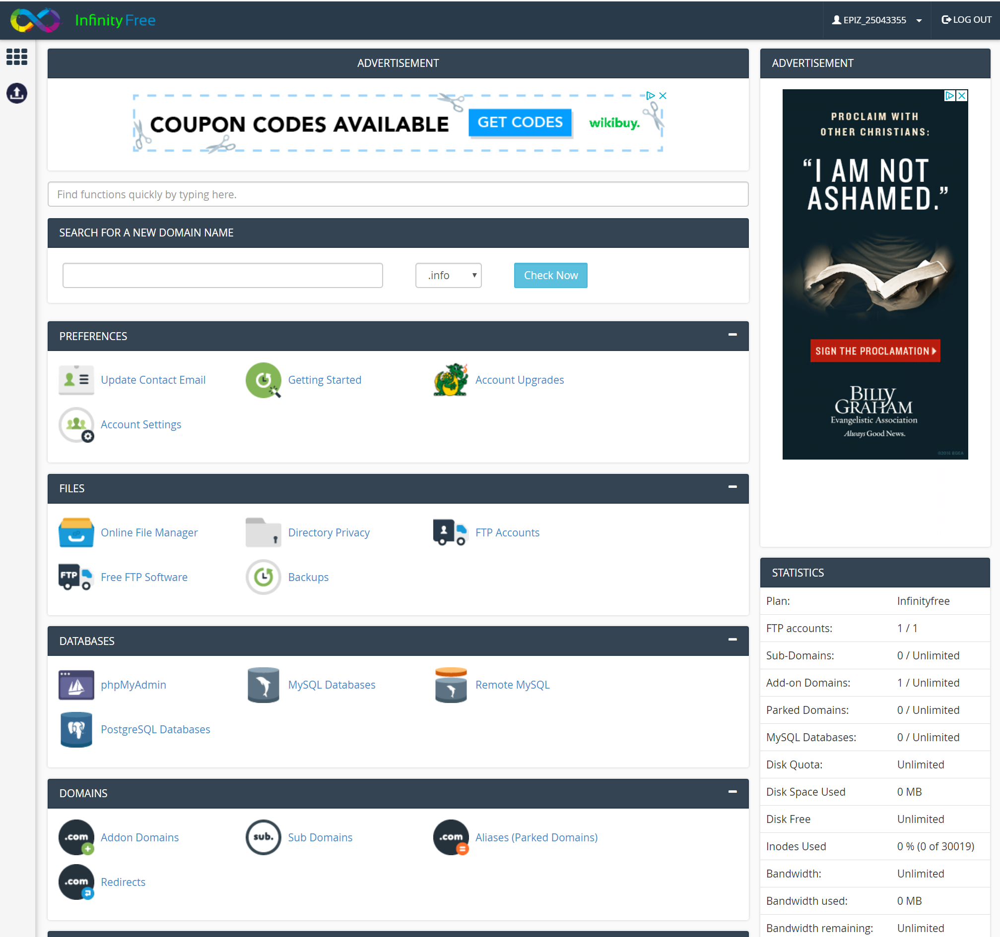 Infinity Free
EPIZ_25043355
LOG OUT
ADVERTISEMENT
COUPON CODES AVAILABLE
GET CODES
wikibuy.
Find functions quickly by typing here.
SEARCH FOR A NEW DOMAIN NAME
.info
Check Now
PREFERENCES
Update Contact Email
Getting Started
Account Upgrades
Account Settings
FILES
Online File Manager
Directory Privacy
FTP Accounts
FTP
Free FTP Software
Backups
DATABASES
phpMyAdmin
MySQL Databases
Remote MySQL
PostgreSQL Databases
DOMAINS
.com
Addon Domains
sub.
Sub Domains
.com
Aliases (Parked Domains)
.com
Redirects
ADVERTISEMENT
PROCLAIM WITH
OTHER CHRISTIANS:
“I AM NOT
ASHAMED.”
SIGN THE PROCLAMATION
BILLY
GRAHAM
Evangelistic Association
Always Good News.
©2016 BGEA
STATISTICS
Plan: Infinityfree
FTP accounts: 1 / 1
Sub-Domains: 0 / Unlimited
Add-on Domains: 1 / Unlimited
Parked Domains: 0 / Unlimited
MySQL Databases: 0 / Unlimited
Disk Quota: Unlimited
Disk Space Used 0 MB
Disk Free Unlimited
Inodes Used 0 % (0 of 30019)
Bandwidth: Unlimited
Bandwidth used: 0 MB
Bandwidth remaining: Unlimited